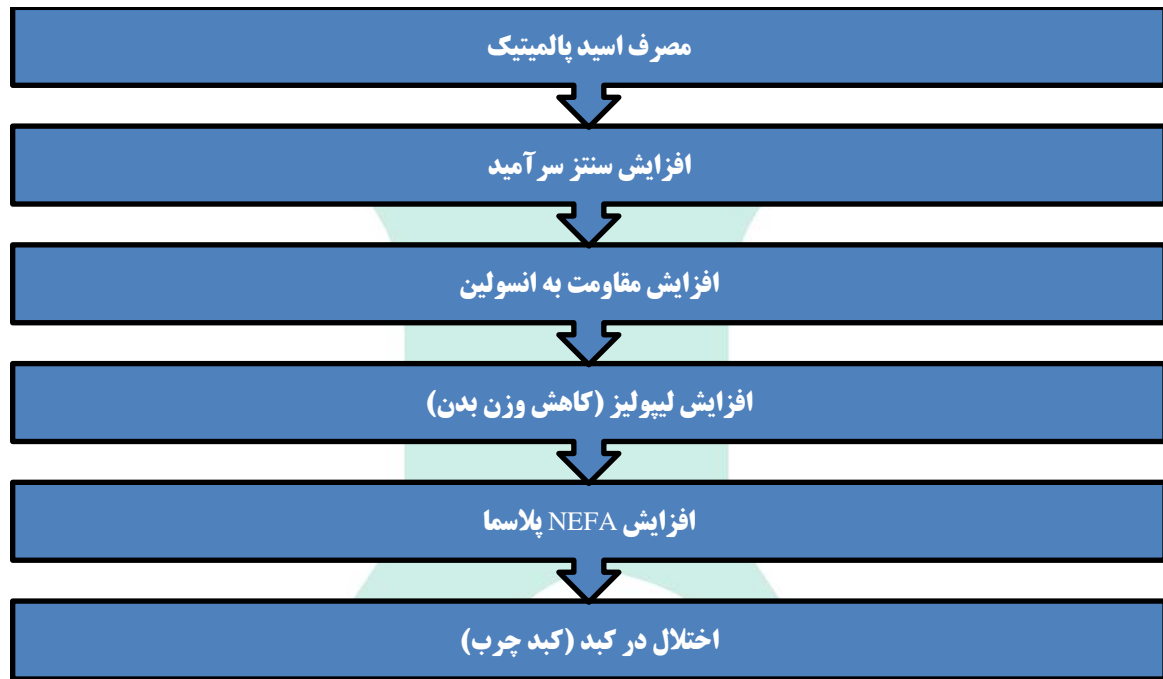 مصرف اسید پالمیتیک
افزایش سنتز سرآمید
افزایش مقاومت به انسولین
افزایش لیپولیز (کاهش وزن بدن)
افزایش NEFA پلاسما
اختلال در کبد (کبد چرب)